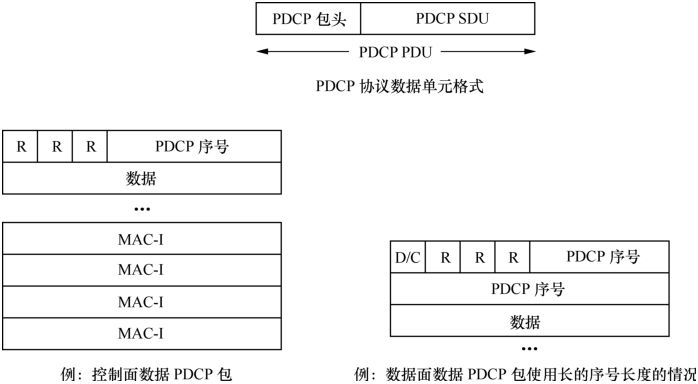 PDCP 包头 PDCP SDU
PDCP PDU
PDCP 协议数据单元格式
R R R PDCP 序号
数据
...
MAC-I
MAC-I
MAC-I
MAC-I
例：控制面数据 PDCP 包
D/C R R R PDCP 序号
PDCP 序号
数据
...
例：数据面数据 PDCP 包使用长的序号长度的情况